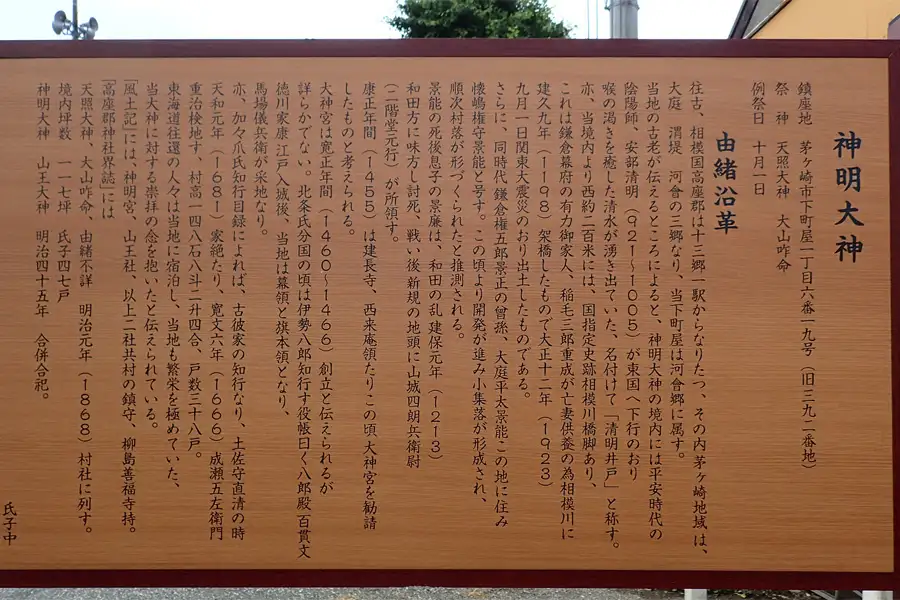 神明大神
鎮座地 茅ヶ崎市下町屋一丁目六番一九号(旧三九二番地)
祭神 天照大神 大山咋命
例祭日 十月一日
由緒沿革
往古、相模国高座郡は十三郷一駅からなりたつ、その内茅ヶ崎地域は、
大庭 渭堤 河會の三郷なり、当下町屋は河會郷に属す。
当地の古老が伝えるところによると、神明大神の境内には平安時代の
陰陽師、安部清明(921〜1005)が東国へ下行のおり
喉の渇きを癒した清水が湧き出ていた、名付けて「清明井戸」と称す。
亦、当境内より西約二百米には、国指定史跡相模川橋脚あり、
これは鎌倉幕府の有力御家人、稲毛三郎重成が亡妻供養の為相模川に
建久九年(1198)架橋したもので大正十二年(1923)
九月一日関東大震災のおり出土したものである。
さらに、同時代鎌倉権五郎景正の曾孫、大庭平太景能この地に住み
懐嶋権守景能と号す。この頃より開発が進み小集落が形成され、
順次村落が形づくられたと推測される。
景能の死後息子の景廉は、和田の乱建保元年(1213)
和田方に味方し討死、戦い後新規の地頭に山城四朗兵衛尉
(二階堂元行)が所領す。
康正年間(1455)は建長寺、西来庵領たりこの頃大神宮を勧請
したものと考えられる。
大神宮は寛正年間(1460〜1466)創立と伝えられるが
詳らかでない。北条氏分国の頃は伊勢八郎知行す役帳曰く八郎殿百貫文
徳川家康江戸入城後、当地は幕領と旗本領となり、
馬場儀兵衛が采地なり。
亦、加々爪氏知行目録によれば、古彼家の知行なり、土佐守直清の時
天和元年(1681)家絶たり、寛文六年(1666)成瀬五左衛門
重治検地す、村高一四八石八斗二升四合、戸数三十八戸。
東海道往還の人々は当地に宿泊し、当地も繁栄を極めていた、
当大神に対する崇拝の念を抱いたと伝えられている。
「風土記」には、神明宮、山王社、以上二社共村の鎮守、柳島善福寺持。
「高座郡神社界誌」には
天照大神、大山咋命、由緒不詳 明治元年(1868)村社に列す。
境内坪数 一一七坪 氏子四七戸
神明大神 山王大神 明治四十五年 合併合祀。
氏子中